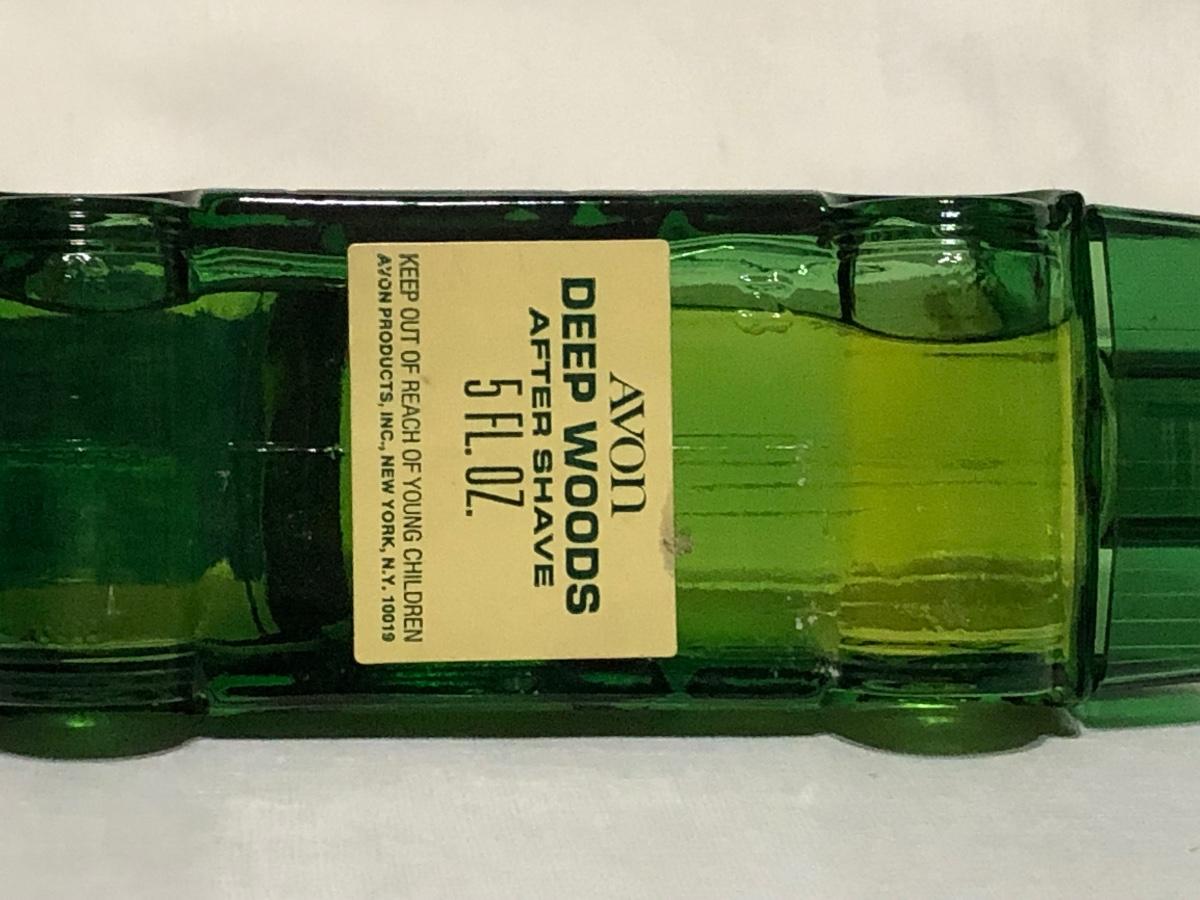 AVON
DEEP WOODS
AFTER SHAVE
5 FL. OZ.
KEEP OUT OF REACH OF YOUNG CHILDREN
AVON PRODUCTS, INC., NEW YORK, N.Y. 10019